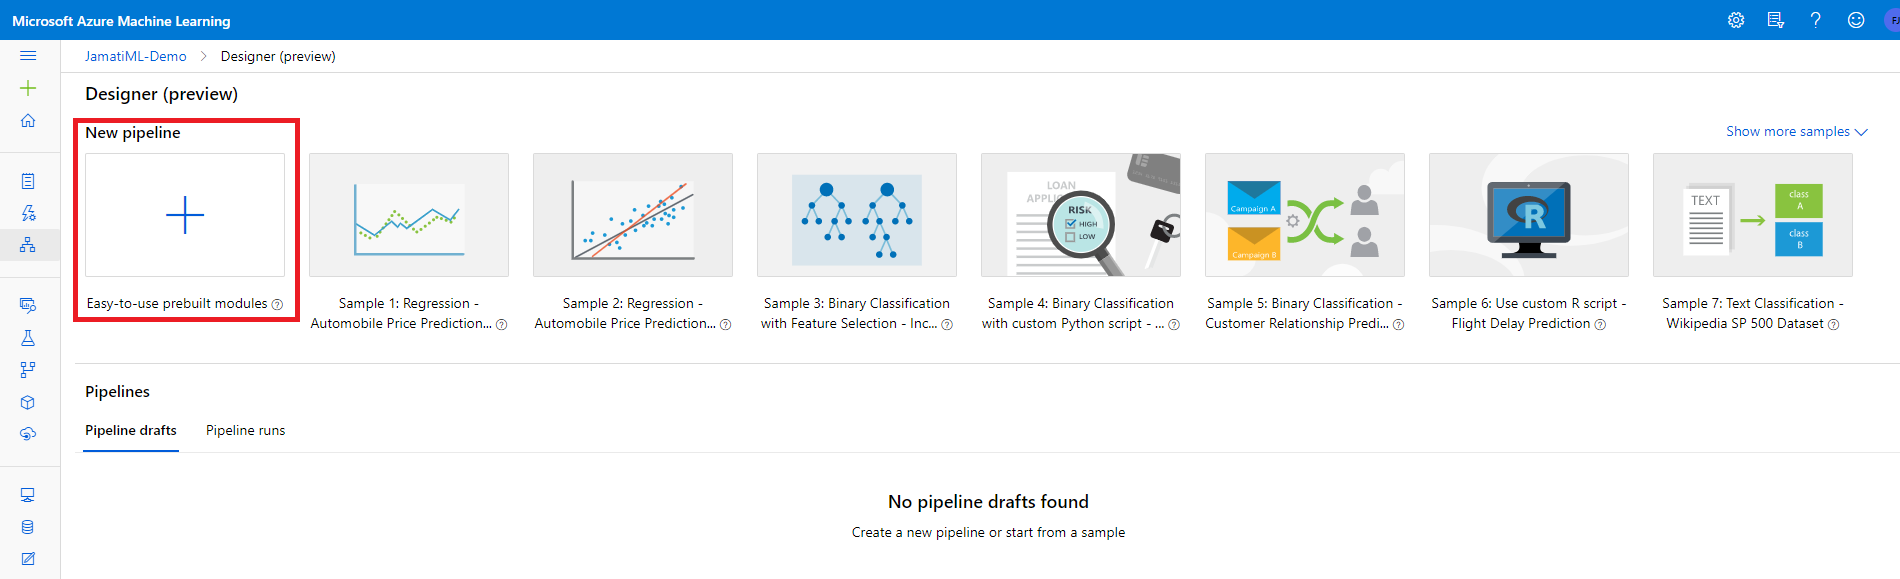 Microsoft Azure Machine Learning
FJ
JamatiML-Demo > Designer (preview)
Designer (preview)
New pipeline
Show more samples
LOAN
APPLIC
RISK
HIGH
LOW
Campaign A
Campaign B
R
TEXT
class
A
class
B
Easy-to-use prebuilt modules
Sample 1: Regression -
Automobile Price Prediction...
Sample 2: Regression -
Automobile Price Prediction...
Sample 3: Binary Classification
with Feature Selection - Inc...
Sample 4: Binary Classification
with custom Python script - ...
Sample 5: Binary Classification -
Customer Relationship Predi...
Sample 6: Use custom R script -
Flight Delay Prediction
Sample 7: Text Classification -
Wikipedia SP 500 Dataset
Pipelines
Pipeline drafts
Pipeline runs
No pipeline drafts found
Create a new pipeline or start from a sample